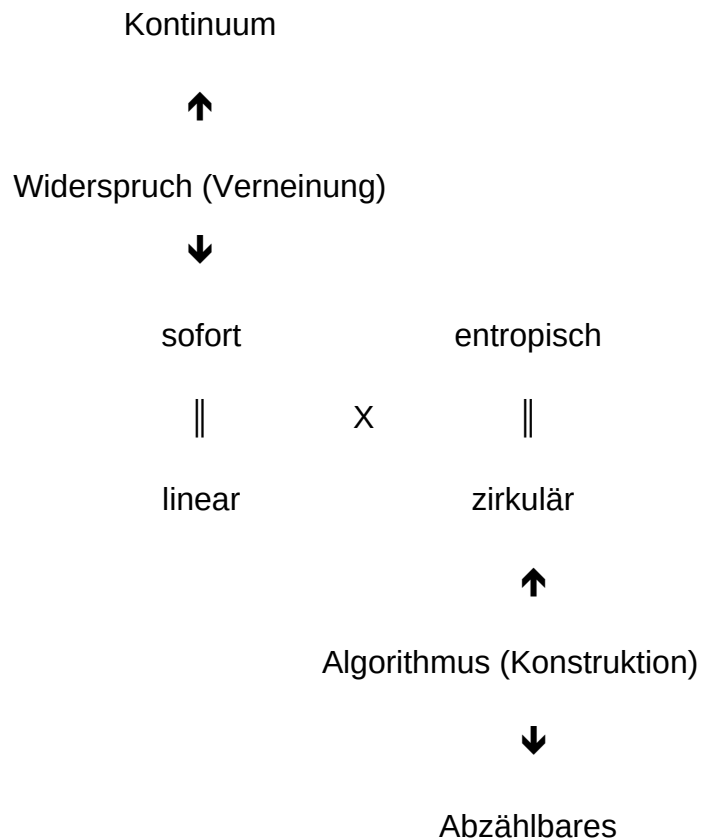 Kontinuum
🡹
Widerspruch (Verneinung)
🡻
sofort entropisch
‖ X ‖
linear zirkulär
🡹
Algorithmus (Konstruktion)
🡻
Abzählbares